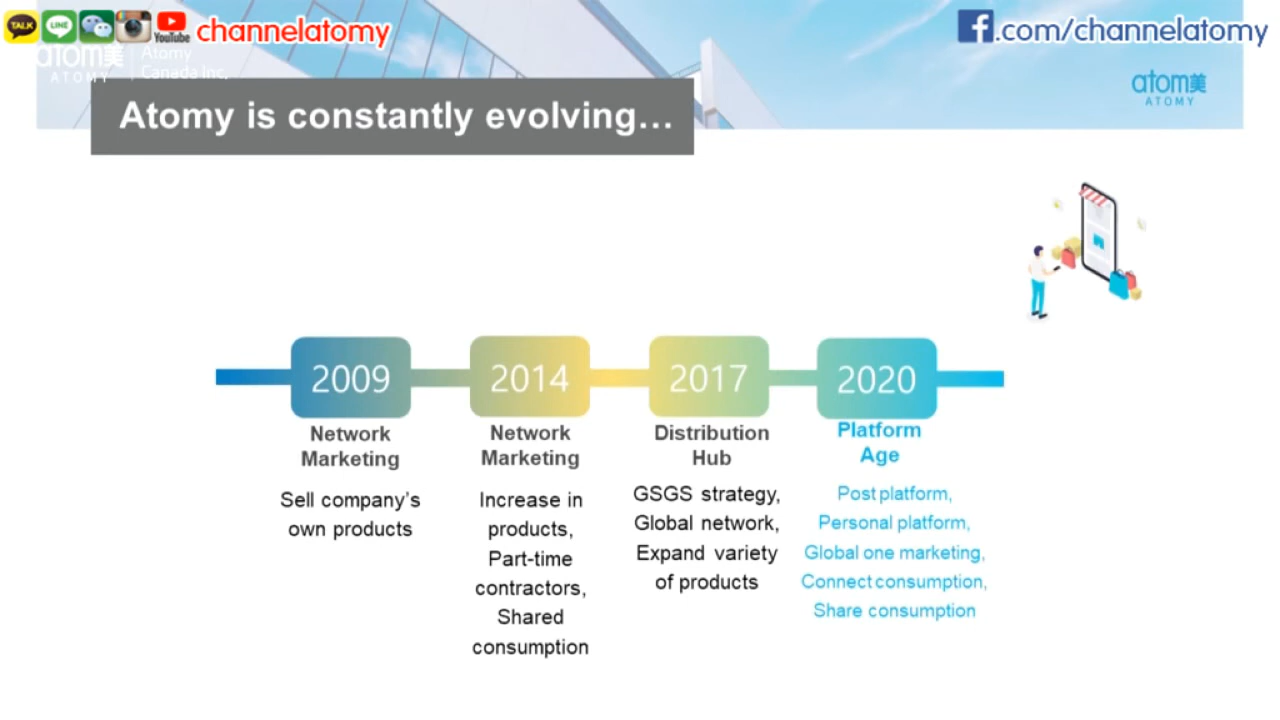 TALK
LINE
YouTube
channelatomy
f.com/channelatomy
atom美
ATOMY
Atomy
Canada Inc.
atom美
ATOMY
Atomy is constantly evolving...
2009
2014
2017
2020
Network
Marketing
Sell company's
own products
Network
Marketing
Increase in
products,
Part-time
contractors,
Shared
consumption
Distribution
Hub
GSGS strategy,
Global network,
Expand variety
of products
Platform
Age
Post platform,
Personal platform,
Global one marketing,
Connect consumption,
Share consumption